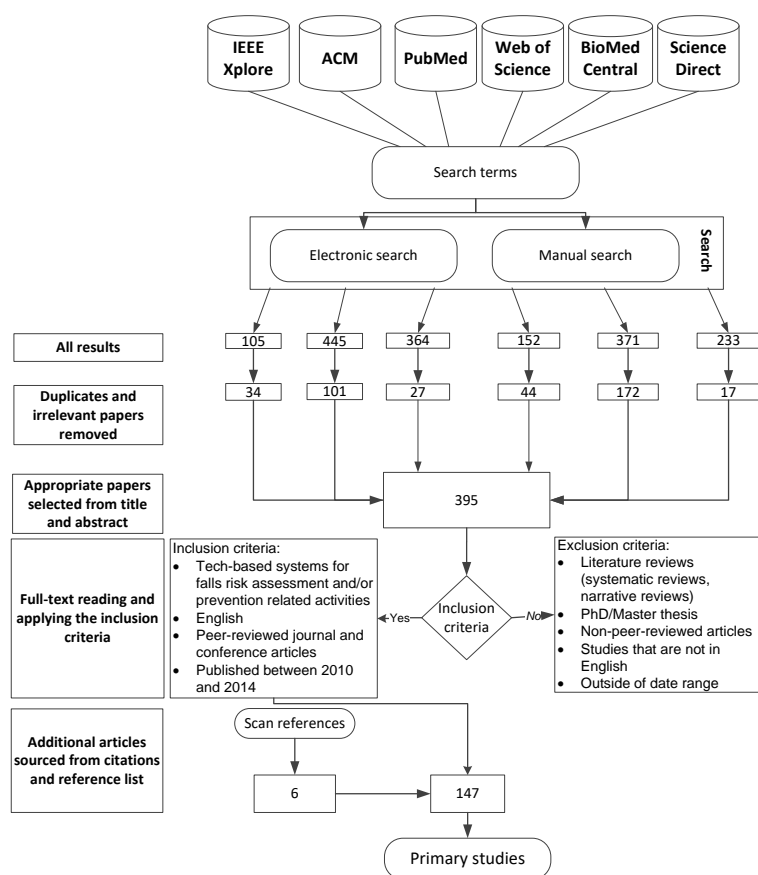 IEEE
Xplore
ACM
PubMed
Web of
Science
BioMed
Central
Science
Direct
Search terms
Electronic search
Manual search
Search
All results
105
445
364
152
371
233
Duplicates and
irrelevant papers
removed
34
101
27
44
172
17
Appropriate papers
selected from title
and abstract
395
Full-text reading and
applying the inclusion
criteria
Inclusion criteria:
• Tech-based systems for
falls risk assessment and/or
prevention related activities
• English
• Peer-reviewed journal and
conference articles
• Published between 2010
and 2014
Yes
Inclusion
criteria
No
Exclusion criteria:
• Literature reviews
(systematic reviews,
narrative reviews)
• PhD/Master thesis
• Non-peer-reviewed articles
• Studies that are not in
English
• Outside of date range
Additional articles
sourced from citations
and reference list
Scan references
6
147
Primary studies